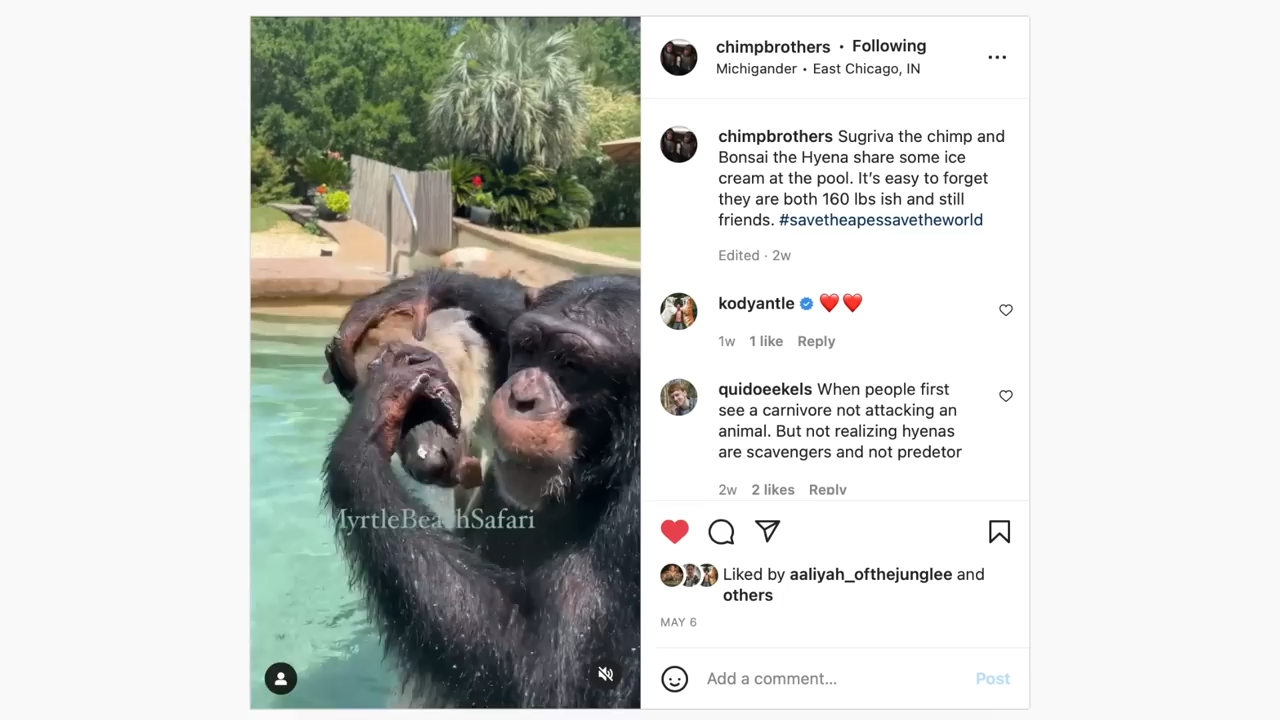 chimpbrothers • Following
Michigander • East Chicago, IN
chimpbrothers Sugriva the chimp and
Bonsai the Hyena share some ice
cream at the pool. It's easy to forget
they are both 160 lbs ish and still
friends. #savetheapessavetheworld
Edited · 2w
kodyantle ❤️❤️
1w 1 like Reply
quidoeekels When people first
see a carnivore not attacking an
animal. But not realizing hyenas
are scavengers and not predetor
2w 2 likes Reply
MyrtleBeachSafari
Liked by aaliyah_ofthejunglee and
others
MAY 6
Add a comment... Post